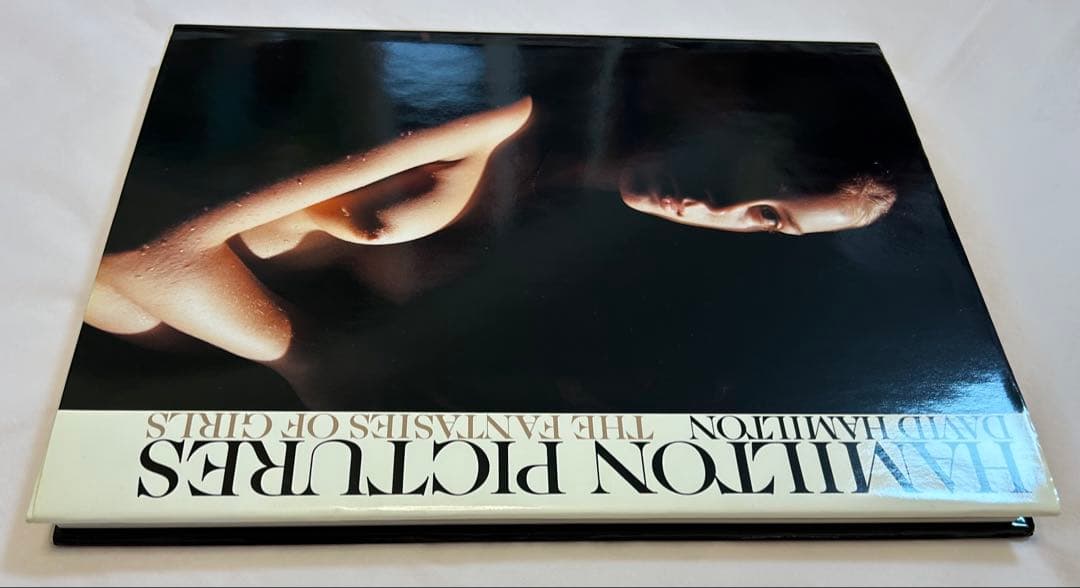 HAMILTON PICTURES
DAVID HAMILTON THE FANTASIES OF GIRLS